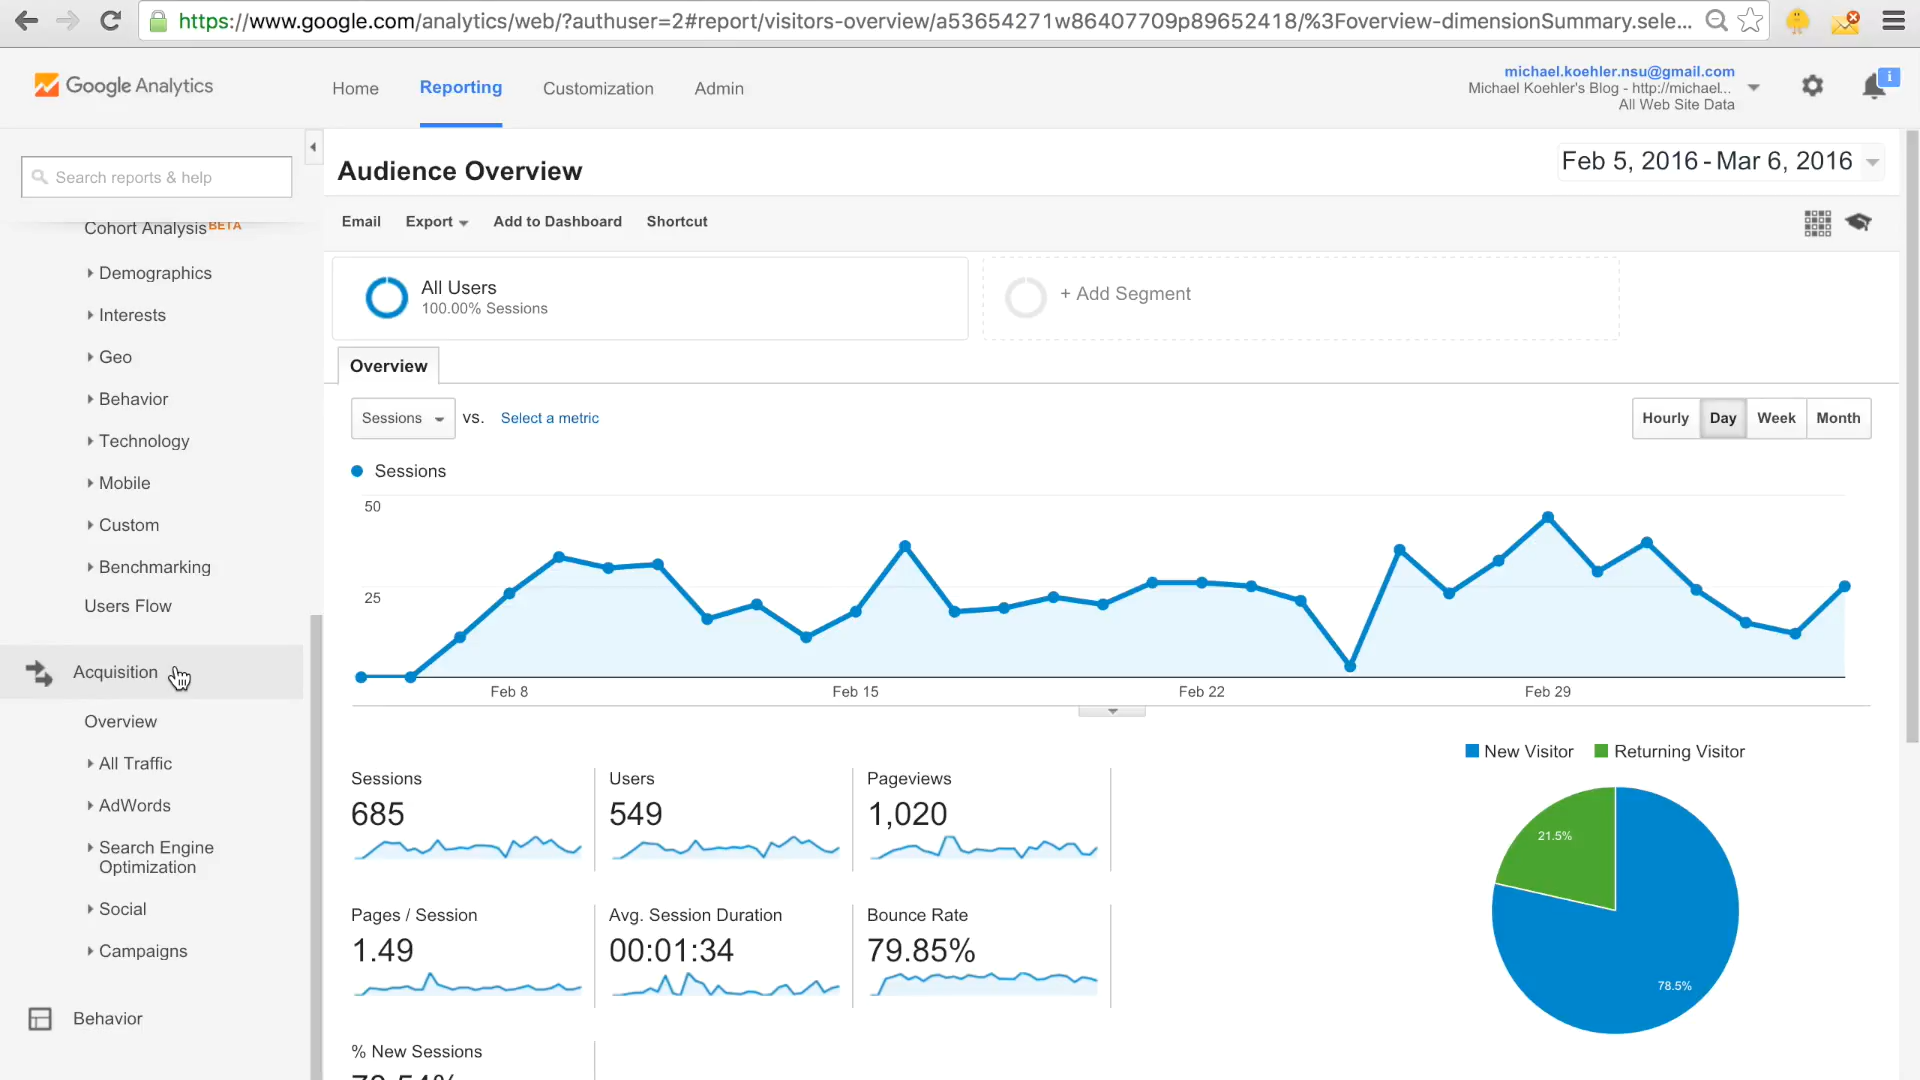 https://www.google.com/analytics/web/?authuser=2#report/visitors-overview/a53654271w86407709p89652418/%3Foverview-dimensionSummary.sele...
Google Analytics
Home
Reporting
Customization
Admin
michael.koehler.nsu@gmail.com
Michael Koehler's Blog - http://michael...
All Web Site Data
i
Search reports & help
Cohort Analysis BETA
Demographics
Interests
Geo
Behavior
Technology
Mobile
Custom
Benchmarking
Users Flow
Acquisition
Overview
All Traffic
AdWords
Search Engine
Optimization
Social
Campaigns
Behavior
Audience Overview
Feb 5, 2016 - Mar 6, 2016
Email
Export
Add to Dashboard
Shortcut
All Users
100.00% Sessions
+ Add Segment
Overview
Sessions
vs.
Select a metric
Hourly
Day
Week
Month
Sessions
50
25
Feb 8
Feb 15
Feb 22
Feb 29
New Visitor
Returning Visitor
21.5%
78.5%
Sessions
685
Users
549
Pageviews
1,020
Pages / Session
1.49
Avg. Session Duration
00:01:34
Bounce Rate
79.85%
% New Sessions